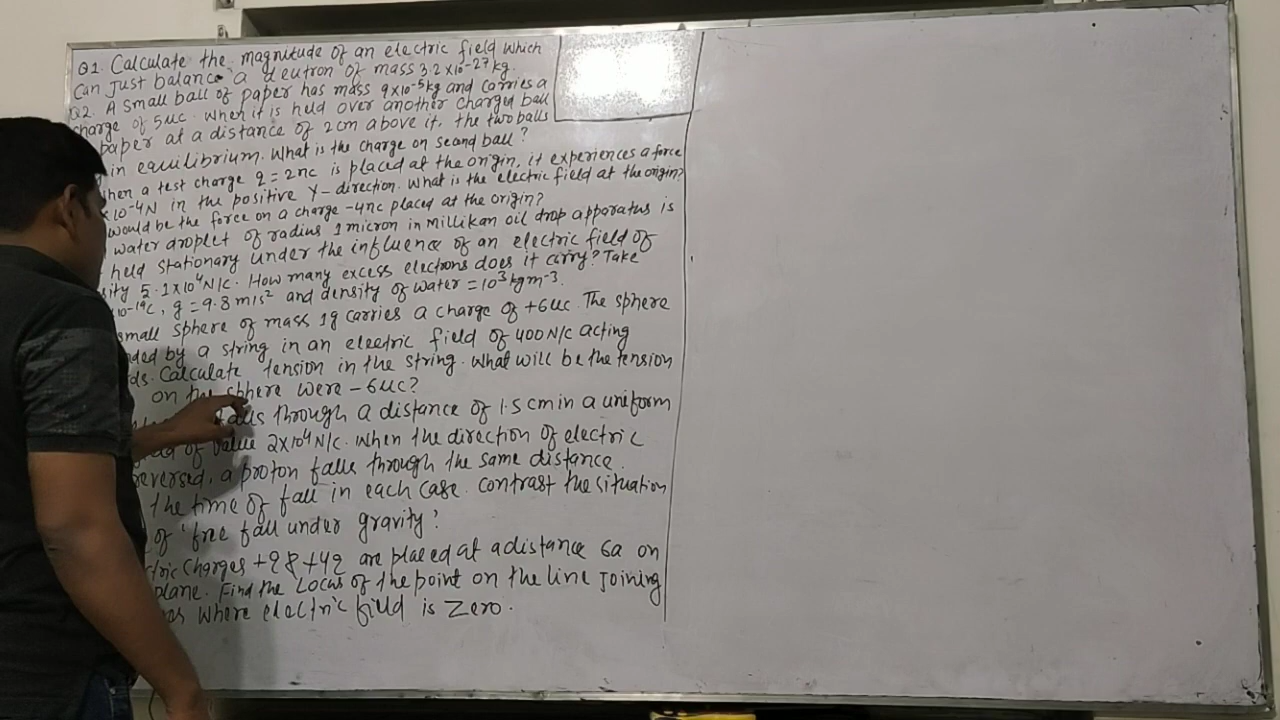 Q1. Calculate the magnitude of an electric field which
can just balance a deutron of mass 3.2×10⁻²⁷ kg.
Q2. A small ball of paper has mass 9×10⁻⁵kg and carries a
charge of 5uc. When it is held over another charged ball
paper at a distance of 2cm above it, the two balls
in equilibrium. What is the charge on second ball?
when a test charge q = 2nc is placed at the origin, it experiences a force
×10⁻⁴N in the positive Y-direction. What is the electric field at the origin?
would be the force on a charge -4nc placed at the origin?
water droplet of radius 1 micron in Millikan oil drop apparatus is
held stationary under the influence of an electric field of
sity 5.1×10⁴N/c. How many excess electrons does it carry? Take
10⁻¹⁹C, g = 9.8 m/s² and density of water = 10³ kg m⁻³.
small sphere of mass 1g carries a charge of +6uc. The sphere
nded by a string in an electric field of 400 N/C acting
ds. Calculate tension in the string. What will be the tension
on the sphere were -6uc?
falls through a distance of 1.5 cm in a uniform
of value 2×10⁴ N/c. When the direction of electric
reversed, a proton falls through the same distance.
the time of fall in each case. Contrast the situation
of 'free fall under gravity'?
ctric charges +q & +4q are placed at a distance 6a on
plane. Find the Locus of the point on the line Joining
where electric field is Zero.